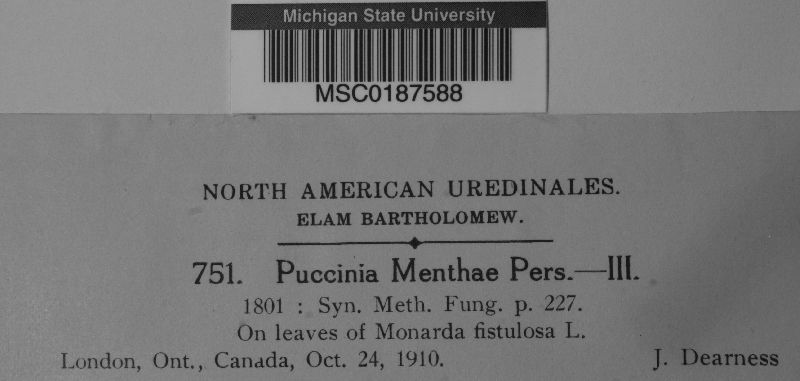 Michigan State University
MSC0187588
NORTH AMERICAN UREDINALES.
ELAM BARTHOLOMEW.
751. Puccinia Menthae Pers.—III.
1801 : Syn. Meth. Fung. p. 227.
On leaves of Monarda fistulosa L.
London, Ont., Canada, Oct. 24, 1910. J. Dearness